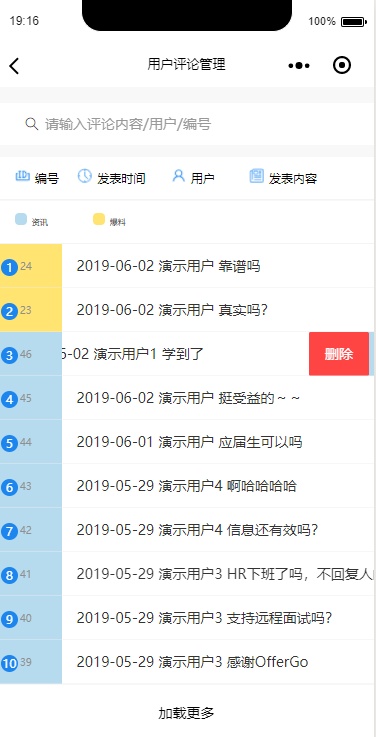 19:16 100%
用户评论管理
请输入评论内容/用户/编号
编号 发表时间 用户 发表内容
资讯 爆料
1 24 2019-06-02 演示用户 靠谱吗
2 23 2019-06-02 演示用户 真实吗?
3 46 6-02 演示用户1 学到了 删除
4 45 2019-06-02 演示用户 挺受益的～～
5 44 2019-06-01 演示用户 应届生可以吗
6 43 2019-05-29 演示用户4 啊哈哈哈哈
7 42 2019-05-29 演示用户4 信息还有效吗?
8 41 2019-05-29 演示用户3 HR下班了吗，不回复人
9 40 2019-05-29 演示用户3 支持远程面试吗?
10 39 2019-05-29 演示用户3 感谢OfferGo
加载更多